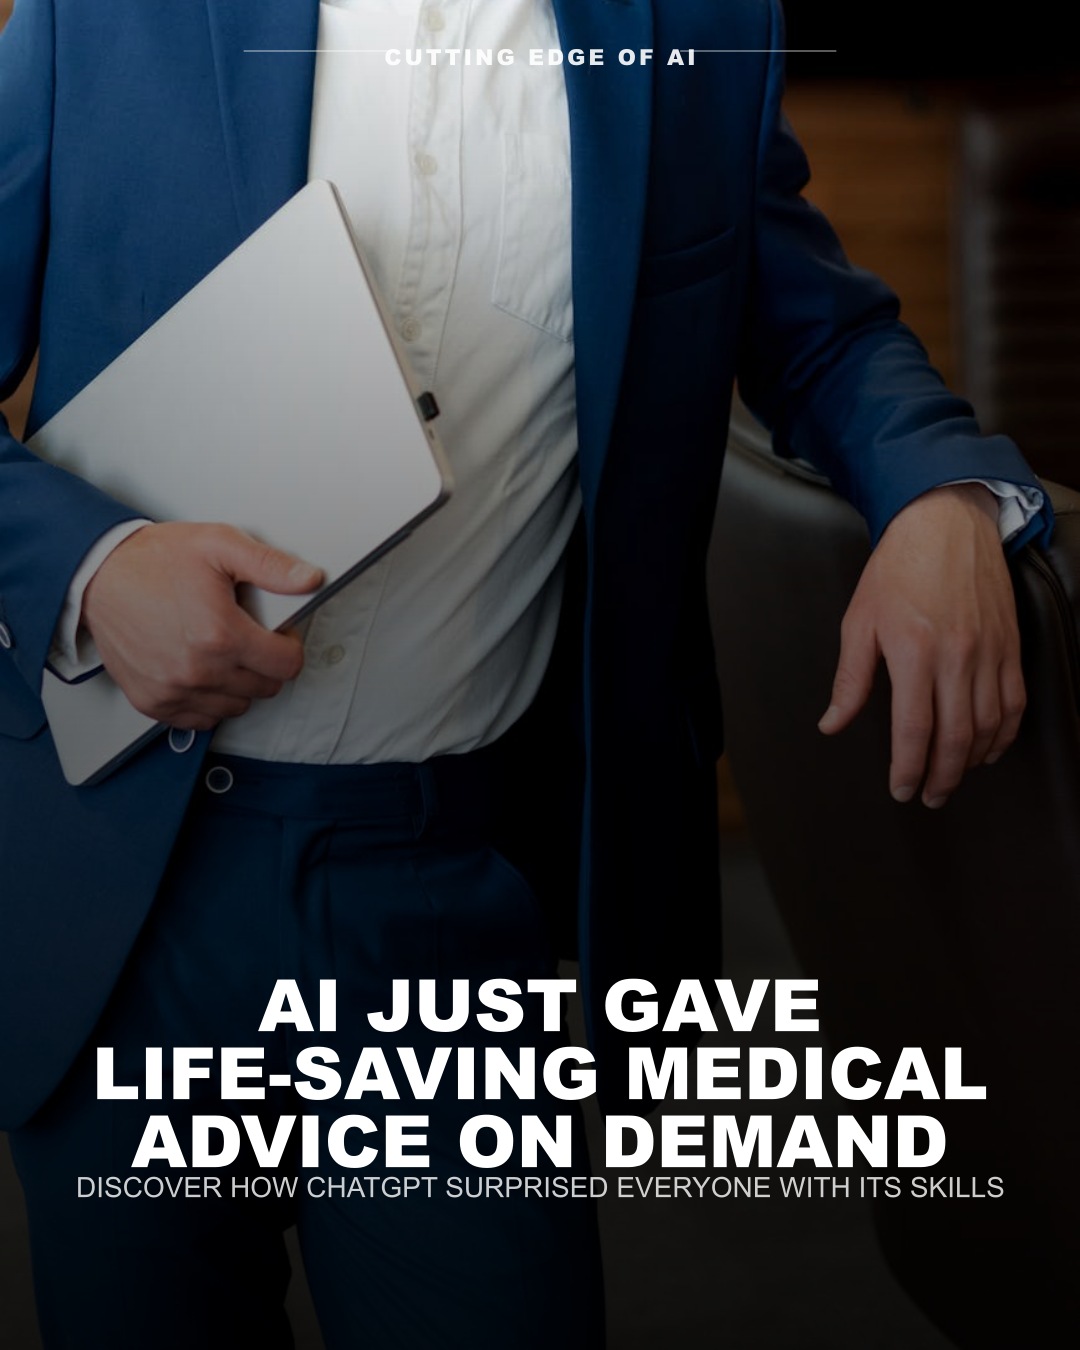 CUTTING EDGE OF AI
AI JUST GAVE
LIFE-SAVING MEDICAL
ADVICE ON DEMAND
DISCOVER HOW CHATGPT SURPRISED EVERYONE WITH ITS SKILLS